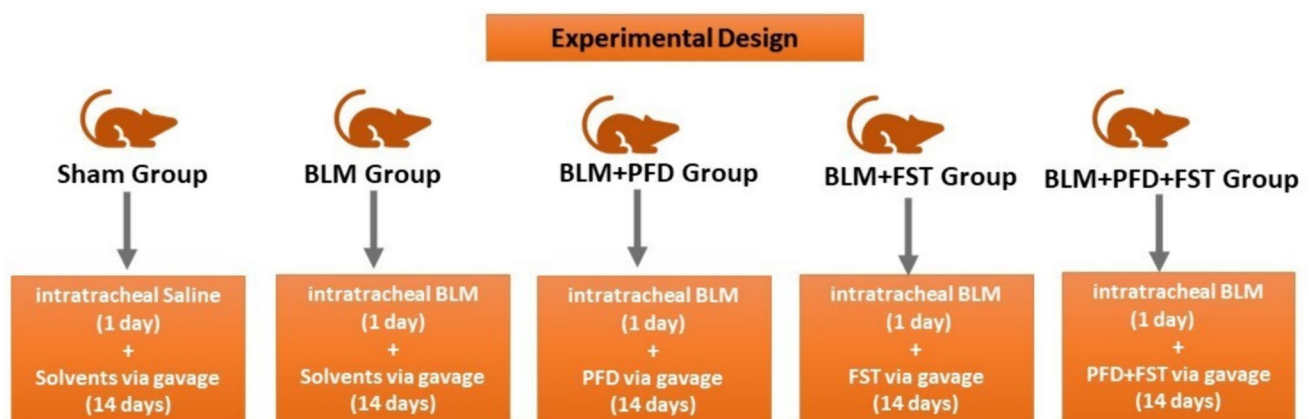 Experimental Design
Sham Group
BLM Group
BLM+PFD Group
BLM+FST Group
BLM+PFD+FST Group
intratracheal Saline
(1 day)
+
Solvents via gavage
(14 days)
intratracheal BLM
(1 day)
+
Solvents via gavage
(14 days)
intratracheal BLM
(1 day)
+
PFD via gavage
(14 days)
intratracheal BLM
(1 day)
+
FST via gavage
(14 days)
intratracheal BLM
(1 day)
+
PFD+FST via gavage
(14 days)